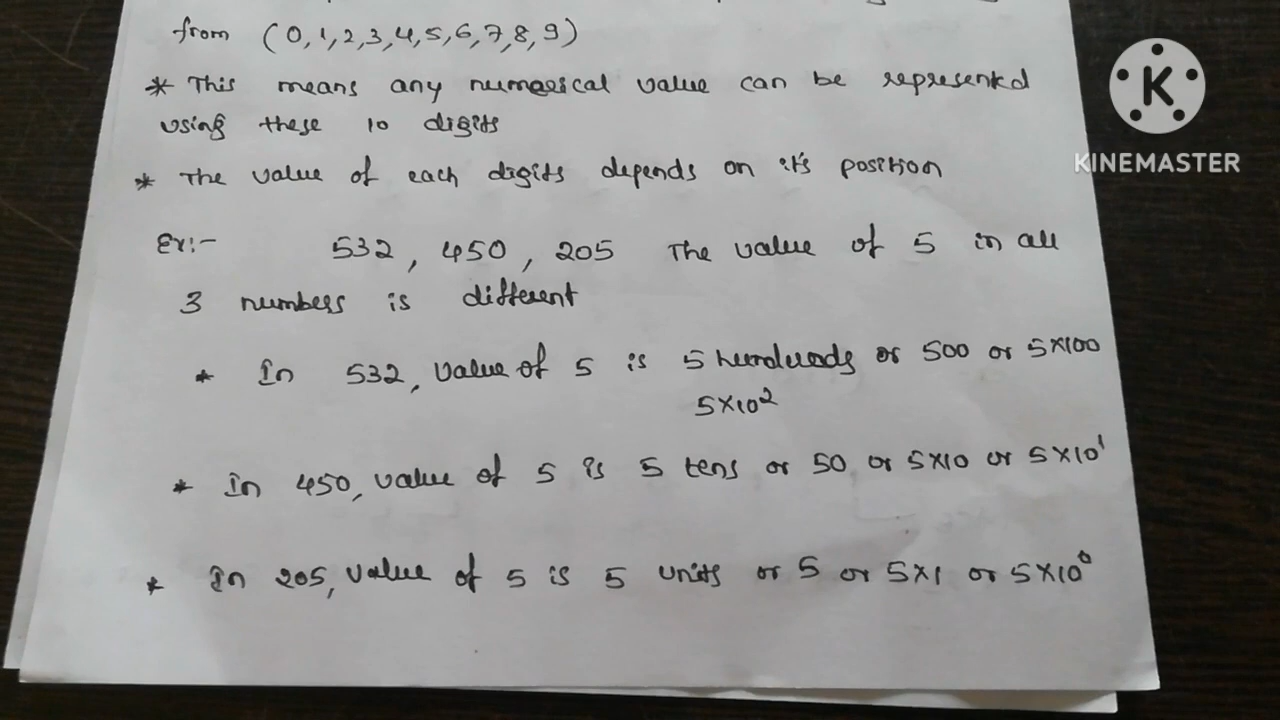 from (0,1,2,3,4,5,6,7,8,9)
* This means any numerical value can be represented
using these 10 digits
* The value of each digits depends on it's position
Ex:- 532, 450, 205 The value of 5 in all
3 numbers is different
* In 532, value of 5 is 5 hundreds or 500 or 5×100
5×10²
* In 450, value of 5 is 5 tens or 50 or 5×10 or 5×10¹
* In 205, value of 5 is 5 units or 5 or 5×1 or 5×10⁰
K
KINEMASTER